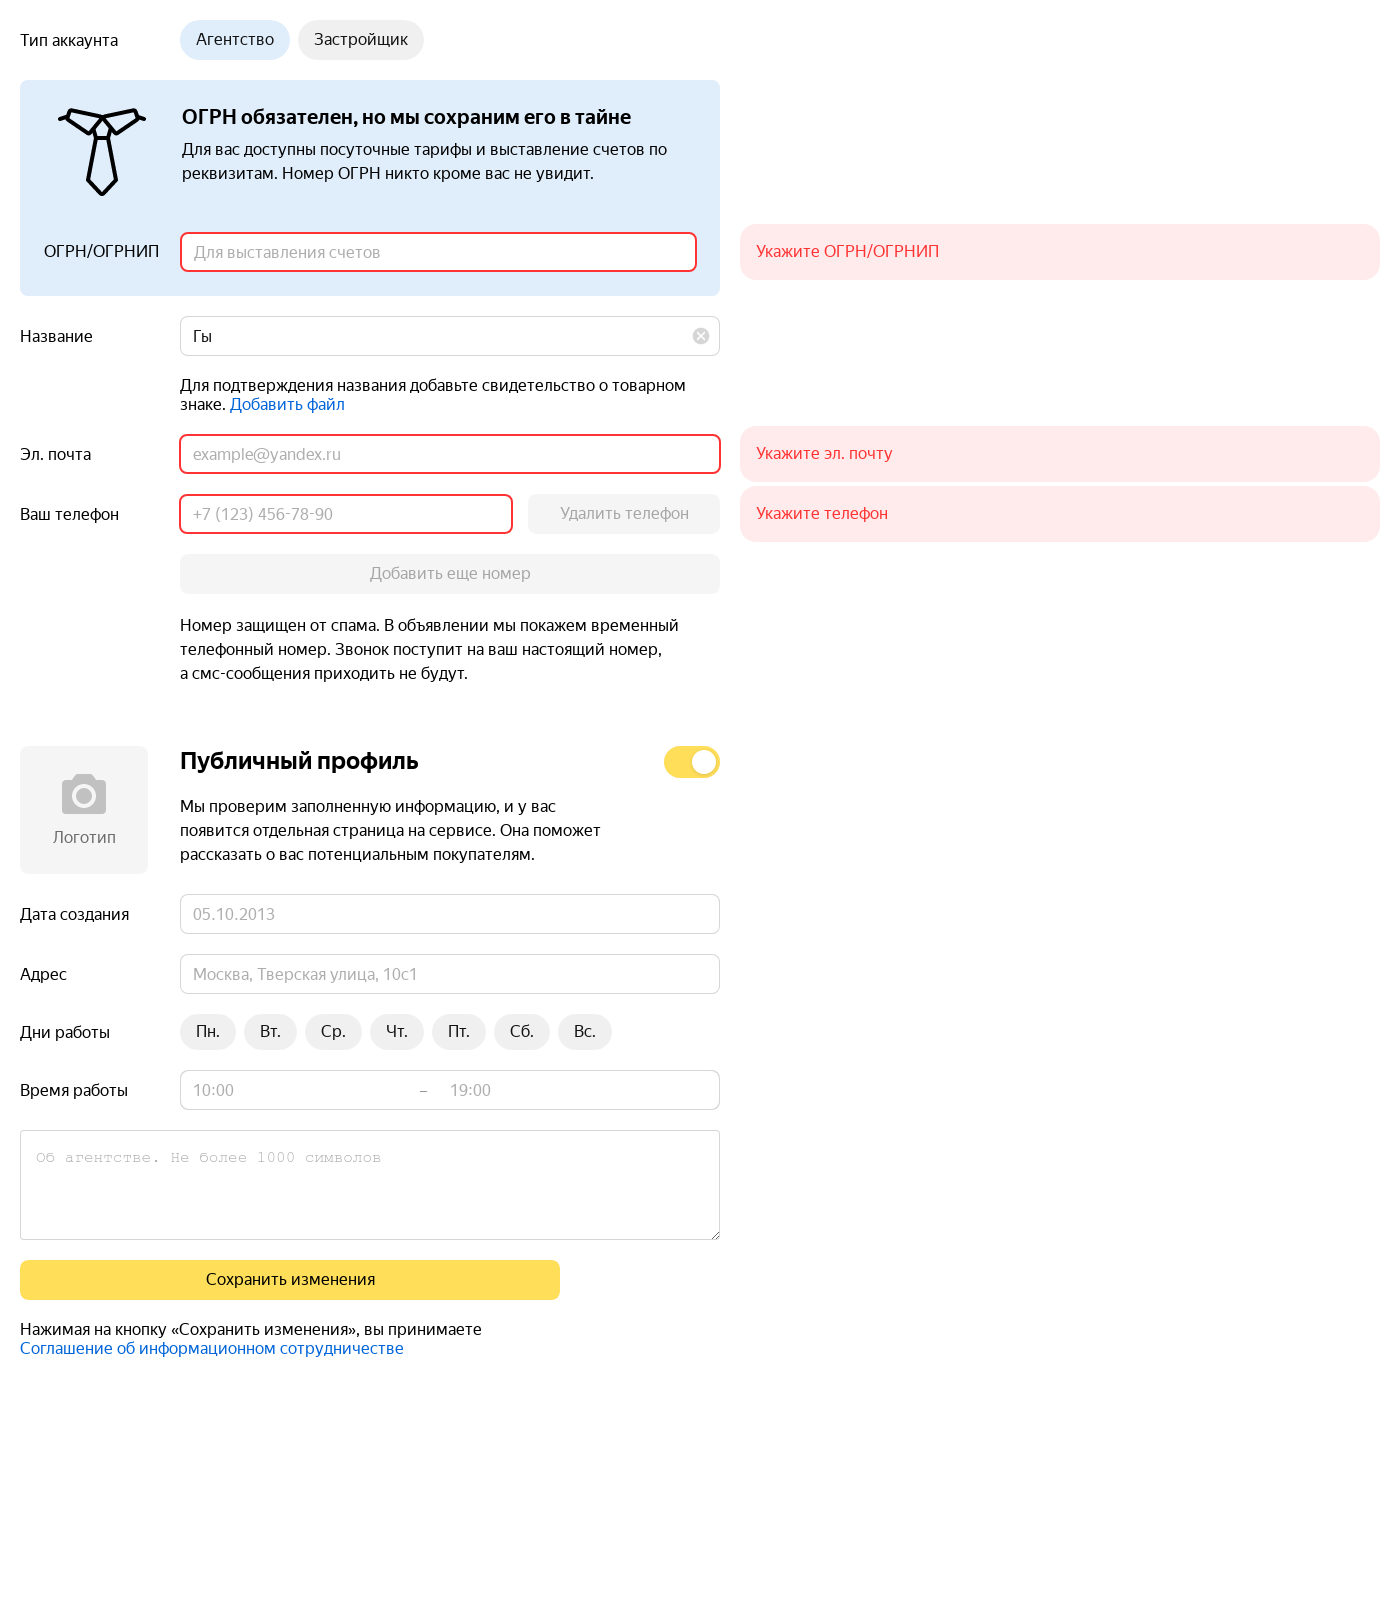 Тип аккаунта
Агентство
Застройщик
ОГРН обязателен, но мы сохраним его в тайне
Для вас доступны посуточные тарифы и выставление счетов по
реквизитам. Номер ОГРН никто кроме вас не увидит.
ОГРН/ОГРНИП
Для выставления счетов
Укажите ОГРН/ОГРНИП
Название
Гы
Для подтверждения названия добавьте свидетельство о товарном
знаке. Добавить файл
Эл. почта
example@yandex.ru
Укажите эл. почту
Ваш телефон
+7 (123) 456-78-90
Удалить телефон
Укажите телефон
Добавить еще номер
Номер защищен от спама. В объявлении мы покажем временный
телефонный номер. Звонок поступит на ваш настоящий номер,
а смс-сообщения приходить не будут.
Логотип
Публичный профиль
Мы проверим заполненную информацию, и у вас
появится отдельная страница на сервисе. Она поможет
рассказать о вас потенциальным покупателям.
Дата создания
05.10.2013
Адрес
Москва, Тверская улица, 10с1
Дни работы
Пн.
Вт.
Ср.
Чт.
Пт.
Сб.
Вс.
Время работы
10:00 – 19:00
Об агентстве. Не более 1000 символов
Сохранить изменения
Нажимая на кнопку «Сохранить изменения», вы принимаете
Соглашение об информационном сотрудничестве